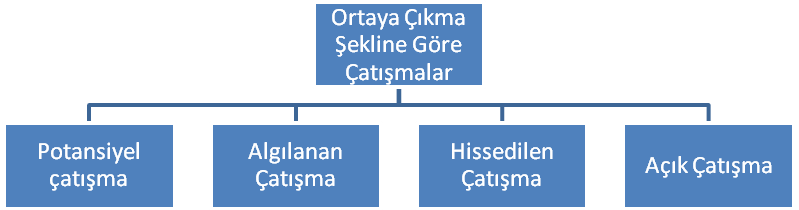 Ortaya Çıkma
Şekline Göre
Çatışmalar
Potansiyel
çatışma
Algılanan
Çatışma
Hissedilen
Çatışma
Açık Çatışma